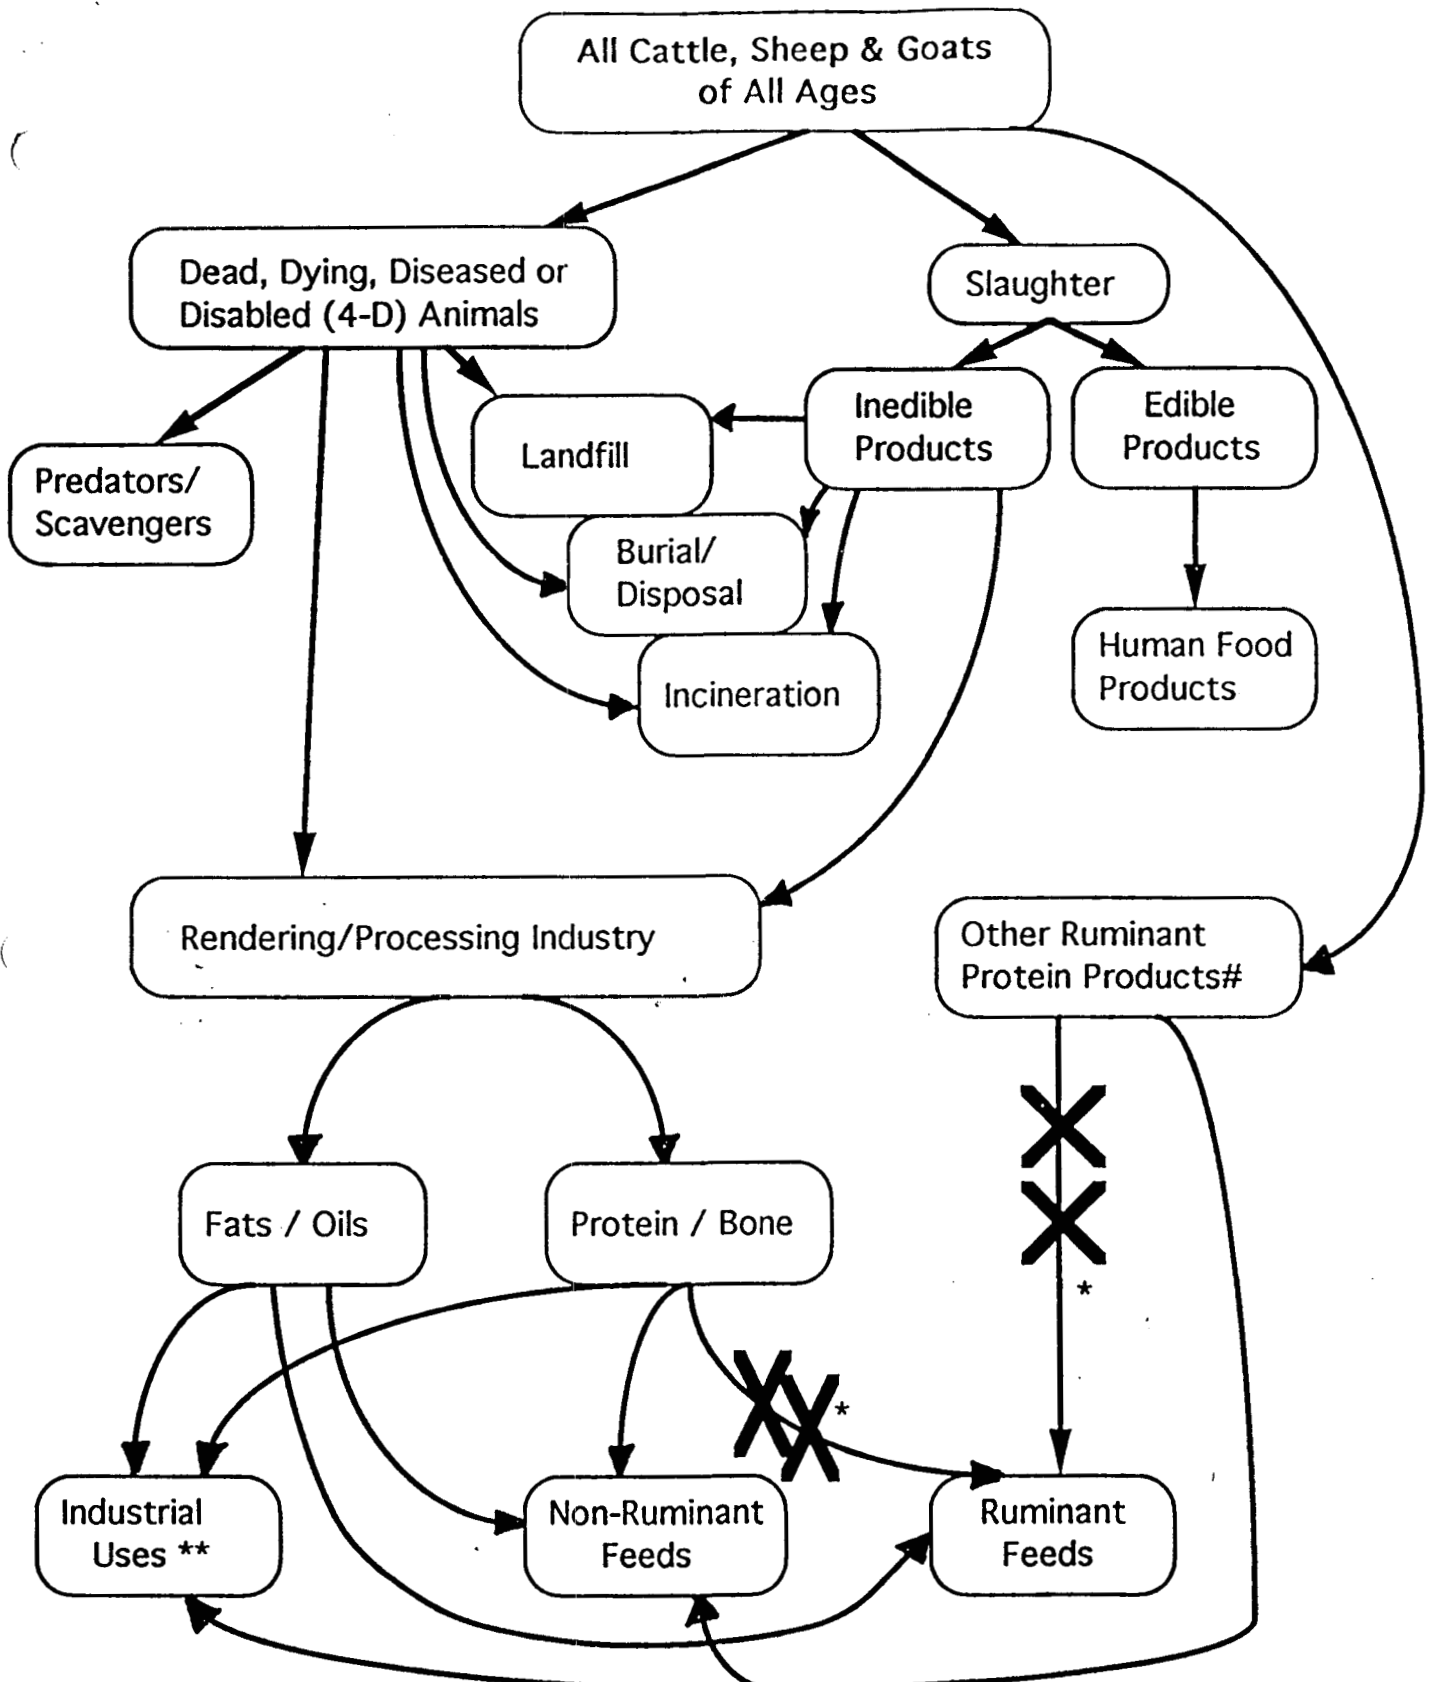 All Cattle, Sheep & Goats
of All Ages
Dead, Dying, Diseased or
Disabled (4-D) Animals
Slaughter
Inedible
Products
Edible
Products
Landfill
Predators/
Scavengers
Burial/
Disposal
Human Food
Products
Incineration
Rendering/Processing Industry
Other Ruminant
Protein Products#
Fats / Oils
Protein / Bone
*
*
Industrial
Uses **
Non-Ruminant
Feeds
Ruminant
Feeds